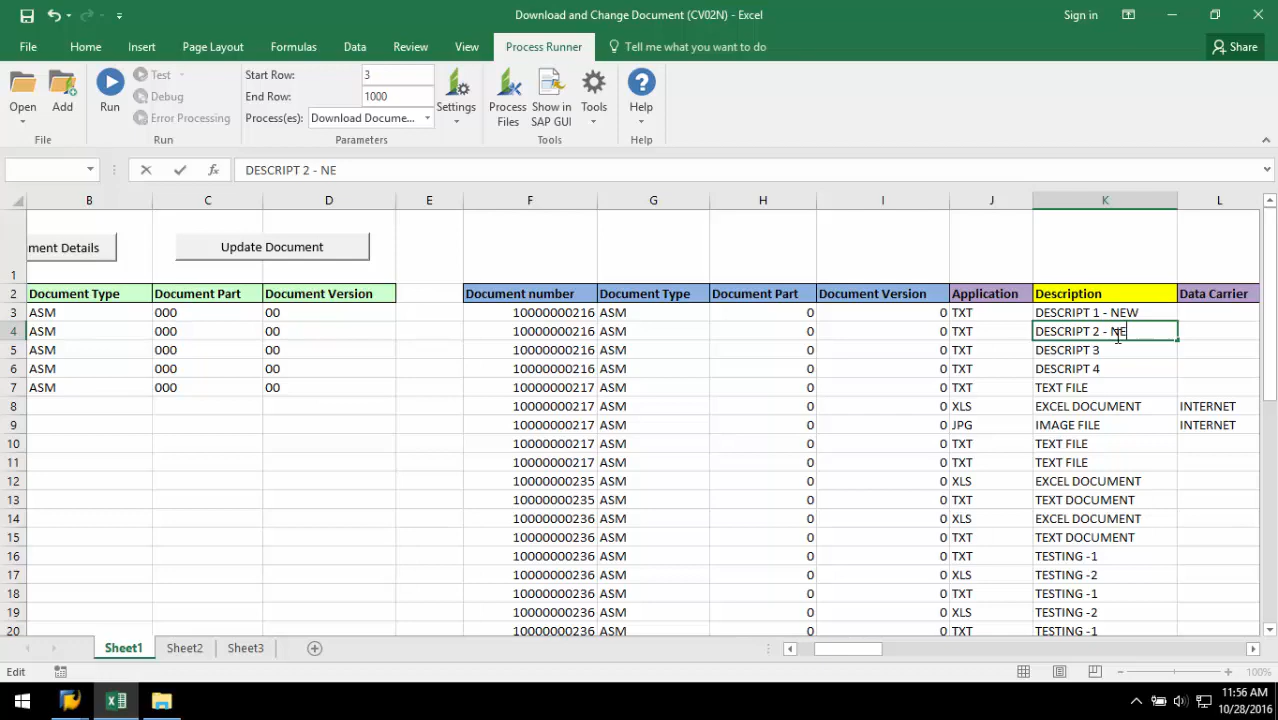 Download and Change Document (CV02N) - Excel
Sign in
File Home Insert Page Layout Formulas Data Review View Process Runner Tell me what you want to do Share
Open Add Run Test Debug Error Processing
Start Row: 3
End Row: 1000
Process(es): Download Docume...
Settings Process Files Show in SAP GUI Tools Help
File Run Parameters Tools Help
DESCRIPT 2 - NE
B C D E F G H I J K L
1 ment Details Update Document
2 Document Type Document Part Document Version Document number Document Type Document Part Document Version Application Description Data Carrier
3 ASM 000 00 10000000216 ASM 0 0 TXT DESCRIPT 1 - NEW
4 ASM 000 00 10000000216 ASM 0 0 TXT DESCRIPT 2 - NE
5 ASM 000 00 10000000216 ASM 0 0 TXT DESCRIPT 3
6 ASM 000 00 10000000216 ASM 0 0 TXT DESCRIPT 4
7 ASM 000 00 10000000217 ASM 0 0 TXT TEXT FILE
8 10000000217 ASM 0 0 XLS EXCEL DOCUMENT INTERNET
9 10000000217 ASM 0 0 JPG IMAGE FILE INTERNET
10 10000000217 ASM 0 0 TXT TEXT FILE
11 10000000217 ASM 0 0 TXT TEXT FILE
12 10000000235 ASM 0 0 XLS EXCEL DOCUMENT
13 10000000235 ASM 0 0 TXT TEXT DOCUMENT
14 10000000236 ASM 0 0 XLS EXCEL DOCUMENT
15 10000000236 ASM 0 0 TXT TEXT DOCUMENT
16 10000000236 ASM 0 0 TXT TESTING -1
17 10000000236 ASM 0 0 XLS TESTING -2
18 10000000236 ASM 0 0 TXT TESTING -1
19 10000000236 ASM 0 0 XLS TESTING -2
20 10000000236 ASM 0 0 TXT TESTING -1
Sheet1 Sheet2 Sheet3
Edit 100%
11:56 AM
10/28/2016